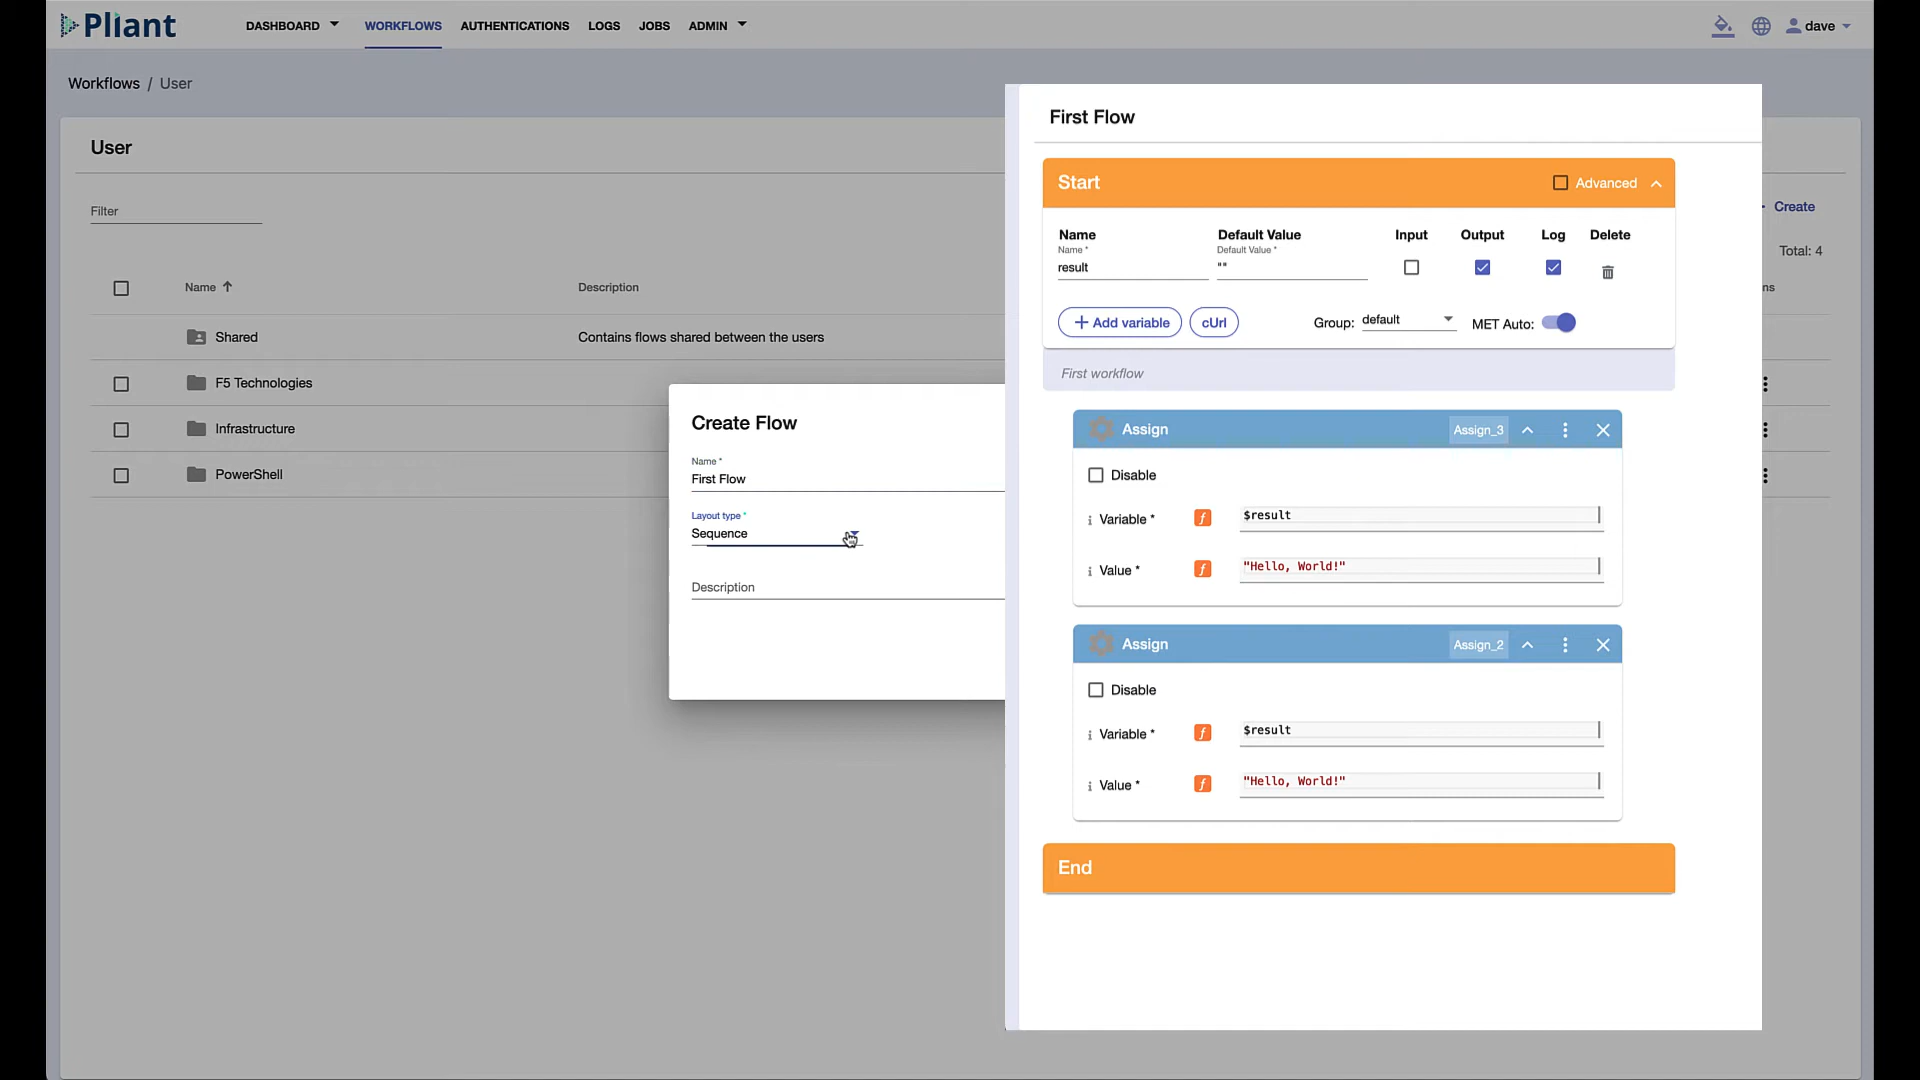 Pliant
DASHBOARD
WORKFLOWS
AUTHENTICATIONS
LOGS
JOBS
ADMIN
dave
Workflows / User
User
Filter
Create
Total: 4
Name
Description
ns
Shared
Contains flows shared between the users
F5 Technologies
Infrastructure
PowerShell
Create Flow
Name *
First Flow
Layout type *
Sequence
Description
First Flow
Start
Advanced
Name
Default Value
Input
Output
Log
Delete
Name *
Default Value *
result
""
+ Add variable
cUrl
Group:
default
MET Auto:
First workflow
Assign
Assign_3
Disable
i Variable *
f
$result
i Value *
f
"Hello, World!"
Assign
Assign_2
Disable
i Variable *
f
$result
i Value *
f
"Hello, World!"
End